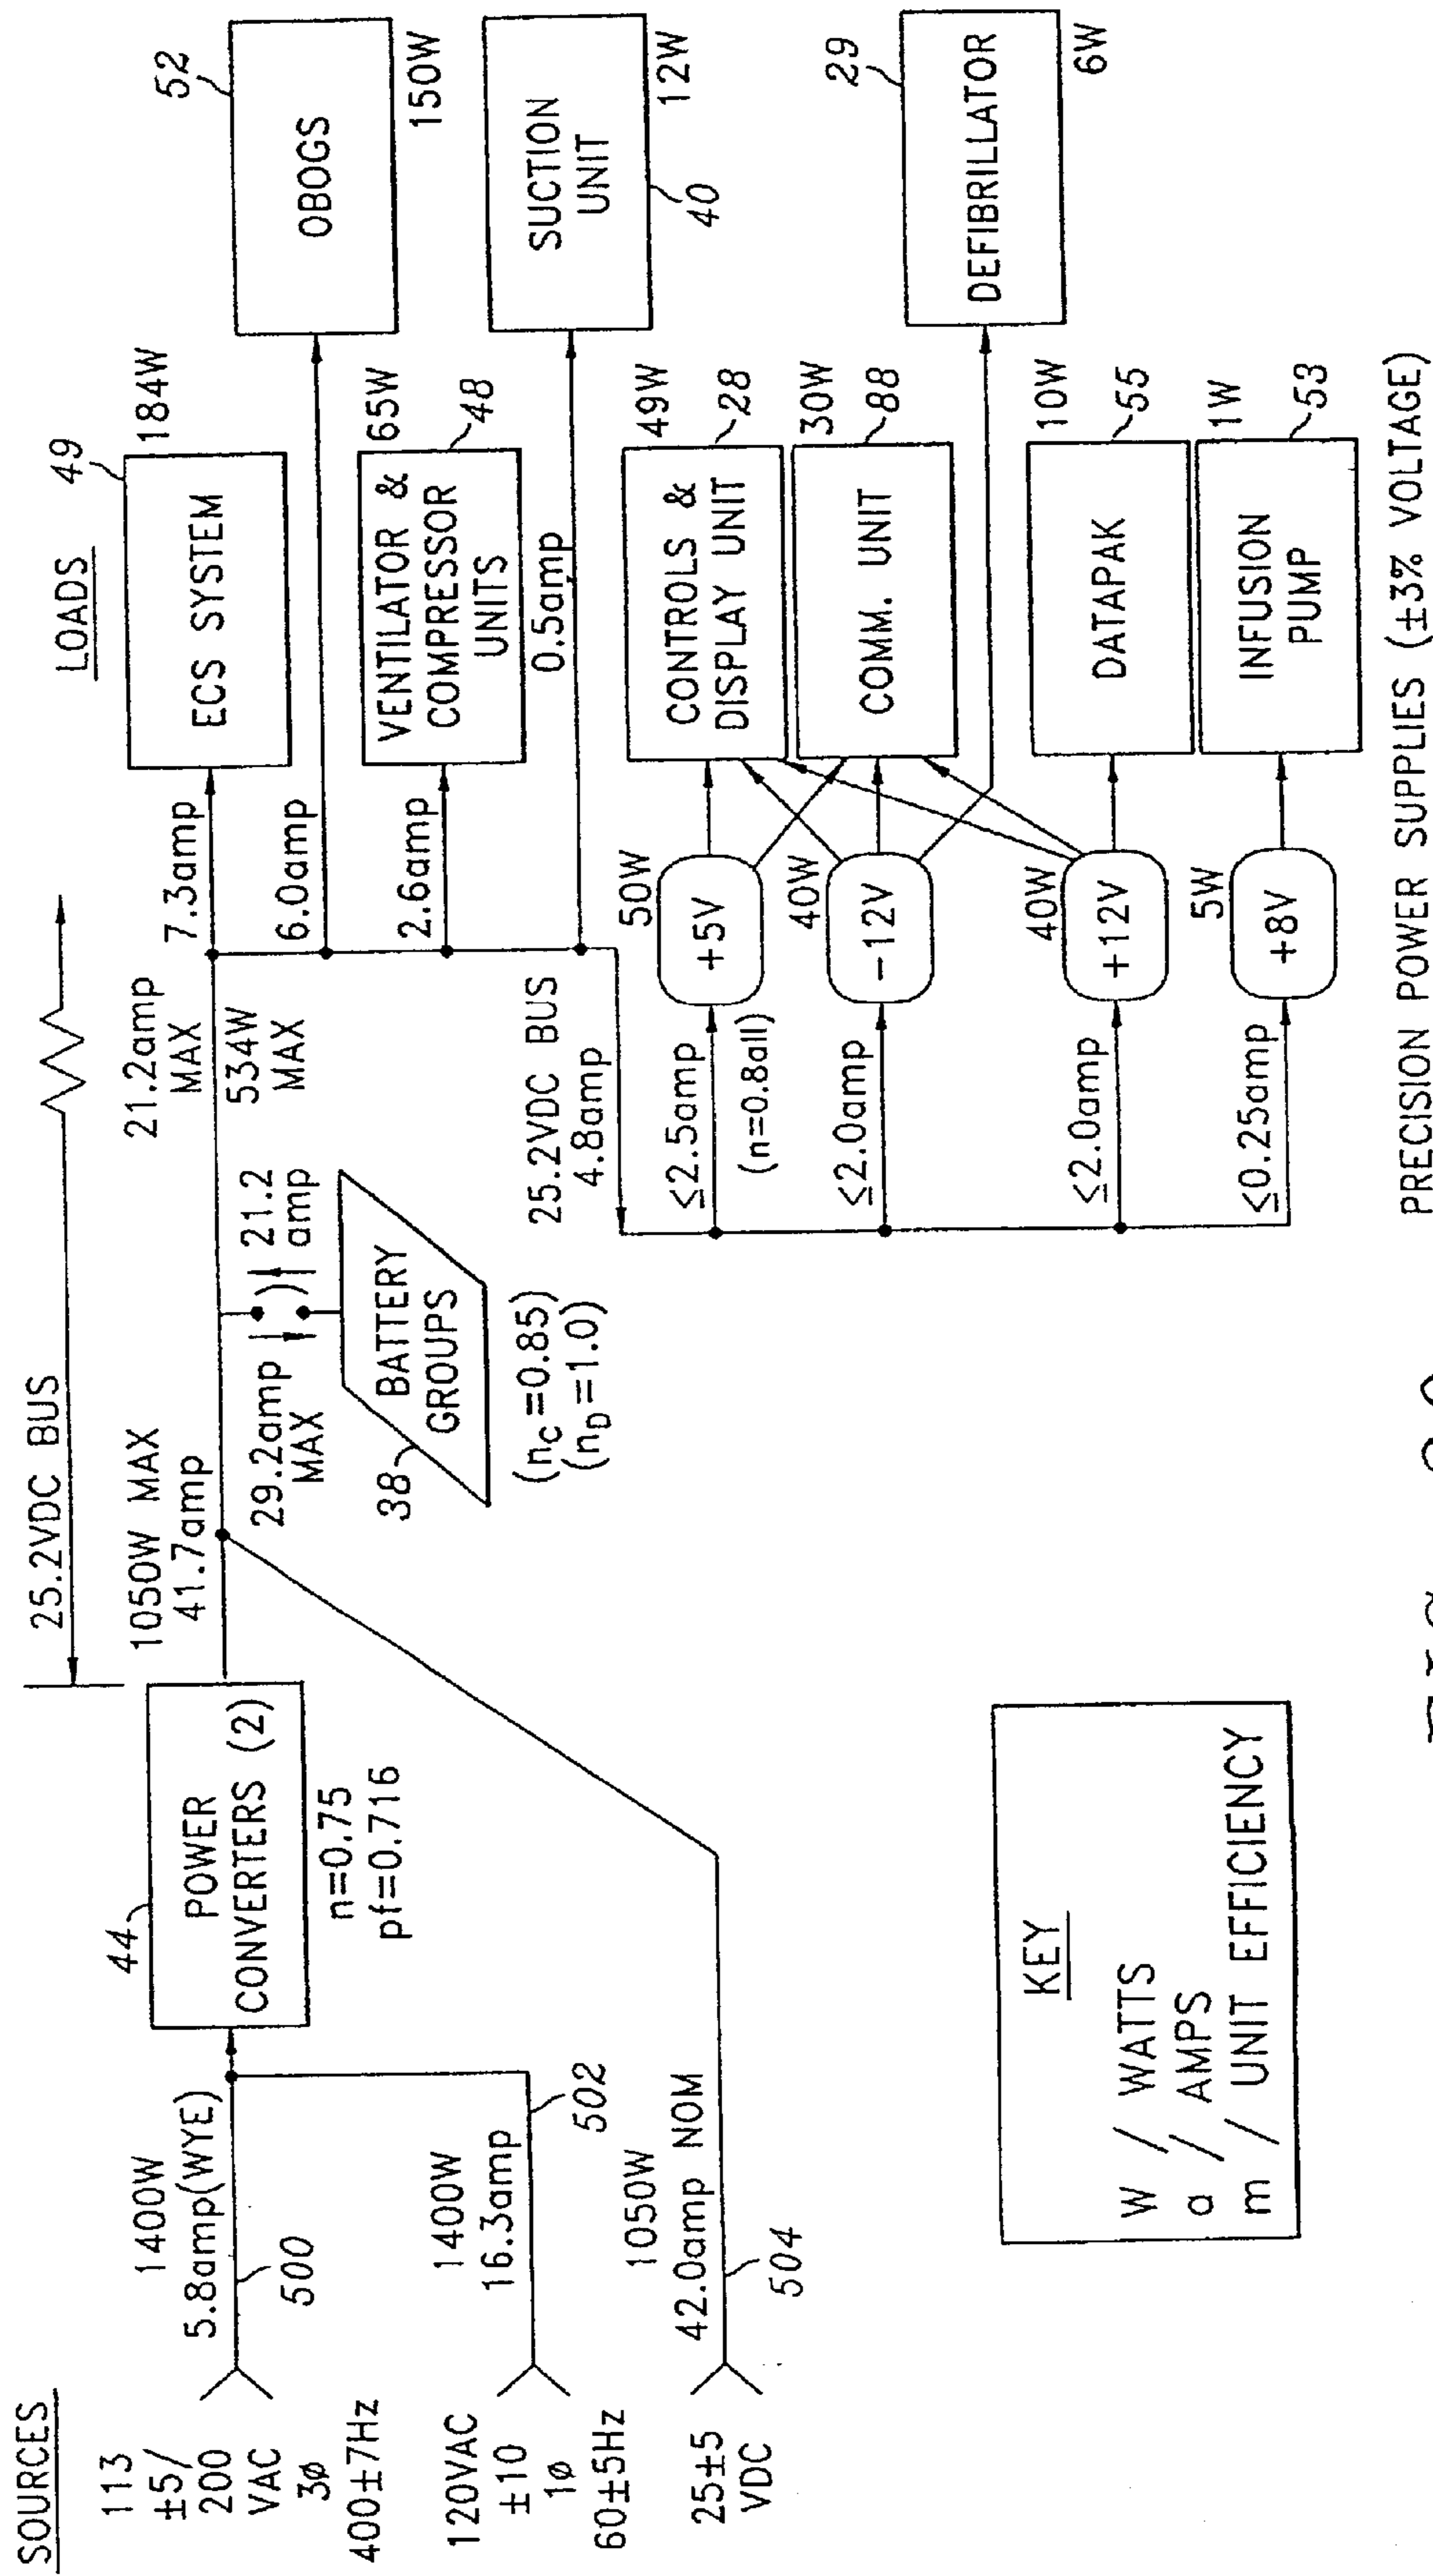 SOURCES
113
±5/
200
VAC
3ø
400±7Hz
120VAC
±10
1ø
60±5Hz
25±5
VDC
1400W
5.8amp(WYE)
500
1400W
16.3amp
502
1050W
42.0amp NOM
504
44
POWER
CONVERTERS (2)
n=0.75
pf=0.716
25.2VDC BUS
1050W MAX
41.7amp
29.2amp
MAX
21.2
amp
38
BATTERY
GROUPS
(nC=0.85)
(nD=1.0)
21.2amp
MAX
534W
MAX
25.2VDC BUS
4.8amp
LOADS
7.3amp
49
184W
ECS SYSTEM
6.0amp
52
OBOGS
150W
2.6amp
65W
48
VENTILATOR &
COMPRESSOR
UNITS
0.5amp
SUCTION
UNIT
12W
40
≤2.5amp
(n=0.8all)
50W
+5V
49W
28
CONTROLS &
DISPLAY UNIT
≤2.0amp
40W
-12V
30W
88
COMM. UNIT
29
DEFIBRILLATOR
6W
≤2.0amp
40W
+12V
10W
55
DATAPAK
≤0.25amp
5W
+8V
1W
53
INFUSION
PUMP
PRECISION POWER SUPPLIES (±3% VOLTAGE)
KEY
W / WATTS
a / AMPS
m / UNIT EFFICIENCY